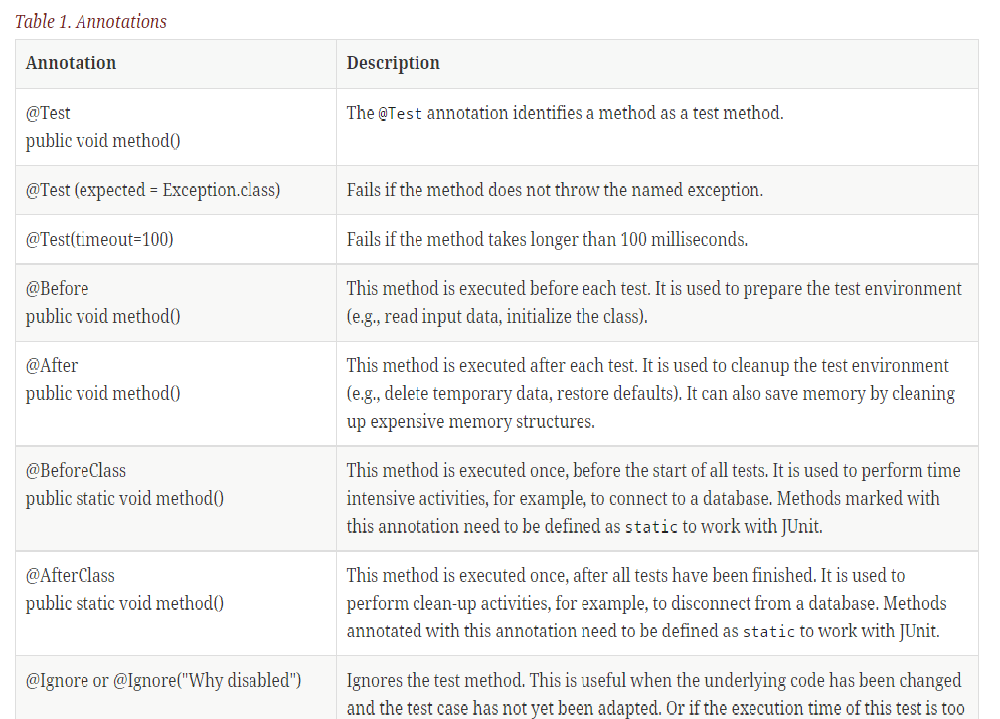 Table 1. Annotations
Annotation
Description
@Test
public void method()
The @Test annotation identifies a method as a test method.
@Test (expected = Exception.class)
Fails if the method does not throw the named exception.
@Test(timeout=100)
Fails if the method takes longer than 100 milliseconds.
@Before
public void method()
This method is executed before each test. It is used to prepare the test environment
(e.g., read input data, initialize the class).
@After
public void method()
This method is executed after each test. It is used to cleanup the test environment
(e.g., delete temporary data, restore defaults). It can also save memory by cleaning
up expensive memory structures.
@BeforeClass
public static void method()
This method is executed once, before the start of all tests. It is used to perform time
intensive activities, for example, to connect to a database. Methods marked with
this annotation need to be defined as static to work with JUnit.
@AfterClass
public static void method()
This method is executed once, after all tests have been finished. It is used to
perform clean-up activities, for example, to disconnect from a database. Methods
annotated with this annotation need to be defined as static to work with JUnit.
@Ignore or @Ignore("Why disabled")
Ignores the test method. This is useful when the underlying code has been changed
and the test case has not yet been adapted. Or if the execution time of this test is too